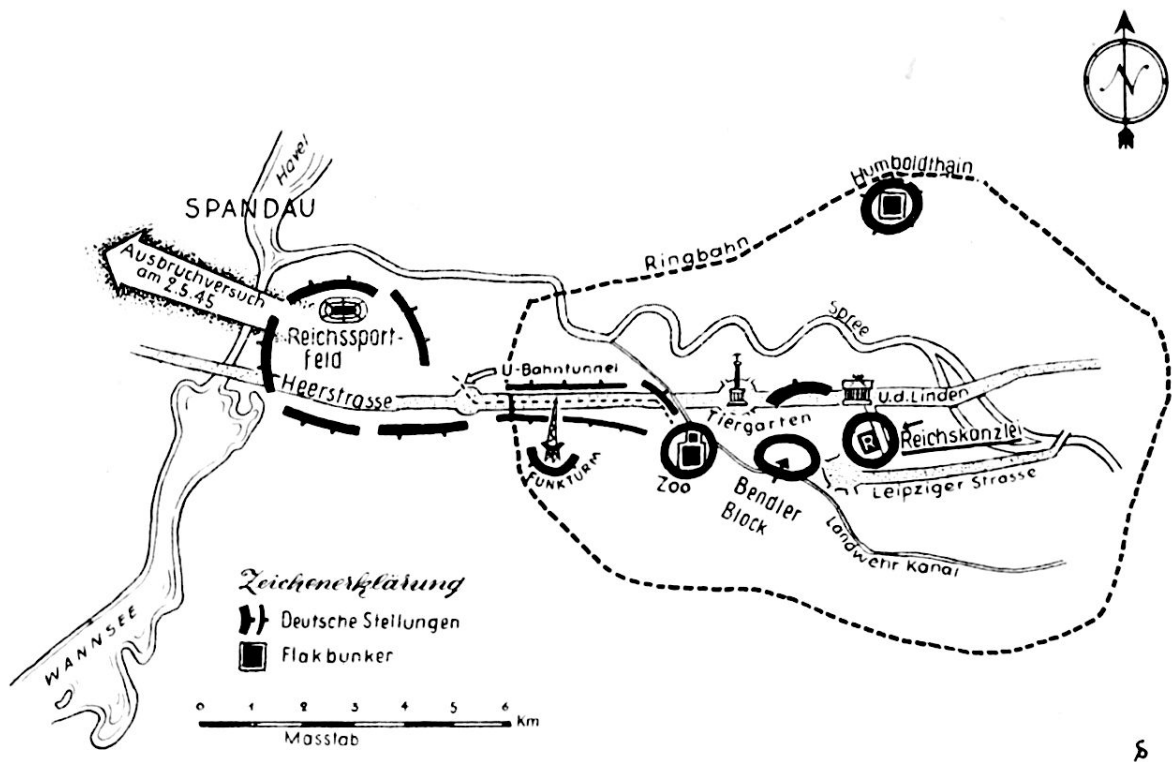 N
Humboldthain
Havel
SPANDAU
Ringbahn
Ausbruchversuch
am 2.5.45
Spree
Reichssport-
feld
U-Bahntunnel
Heerstrasse
U.d.Linden
Tiergarten
R
Reichskanzlei
FUNKTURM
Zoo
Bendler
Block
Leipziger Strasse
Landwehr Kanal
WANNSEE
Zeichenerklärung
Deutsche Stellungen
Flakbunker
0 1 2 3 4 5 6 Km
Masstab